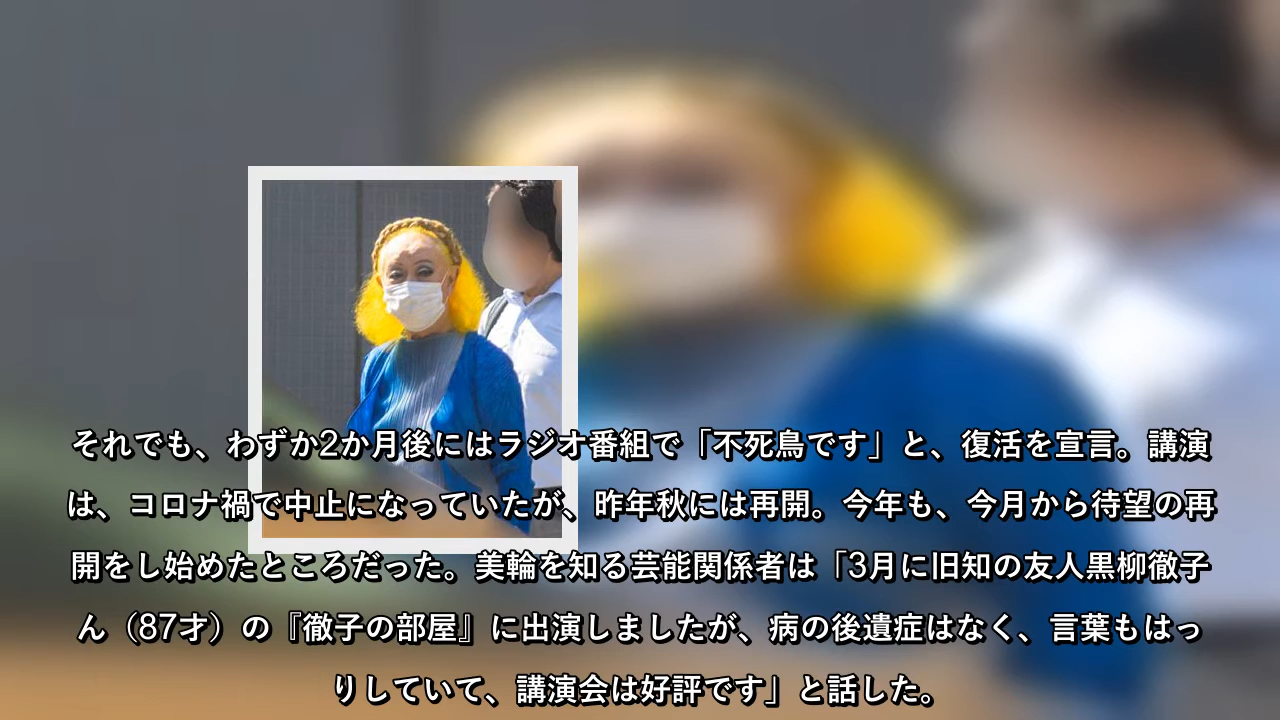 それでも、わずか2か月後にはラジオ番組で「不死鳥です」と、復活を宣言。講演
は、コロナ禍で中止になっていたが、昨年秋には再開。今年も、今月から待望の再
開をし始めたところだった。美輪を知る芸能関係者は「3月に旧知の友人黒柳徹子
ん（87才）の『徹子の部屋』に出演しましたが、病の後遺症はなく、言葉もはっ
りしていて、講演会は好評です」と話した。